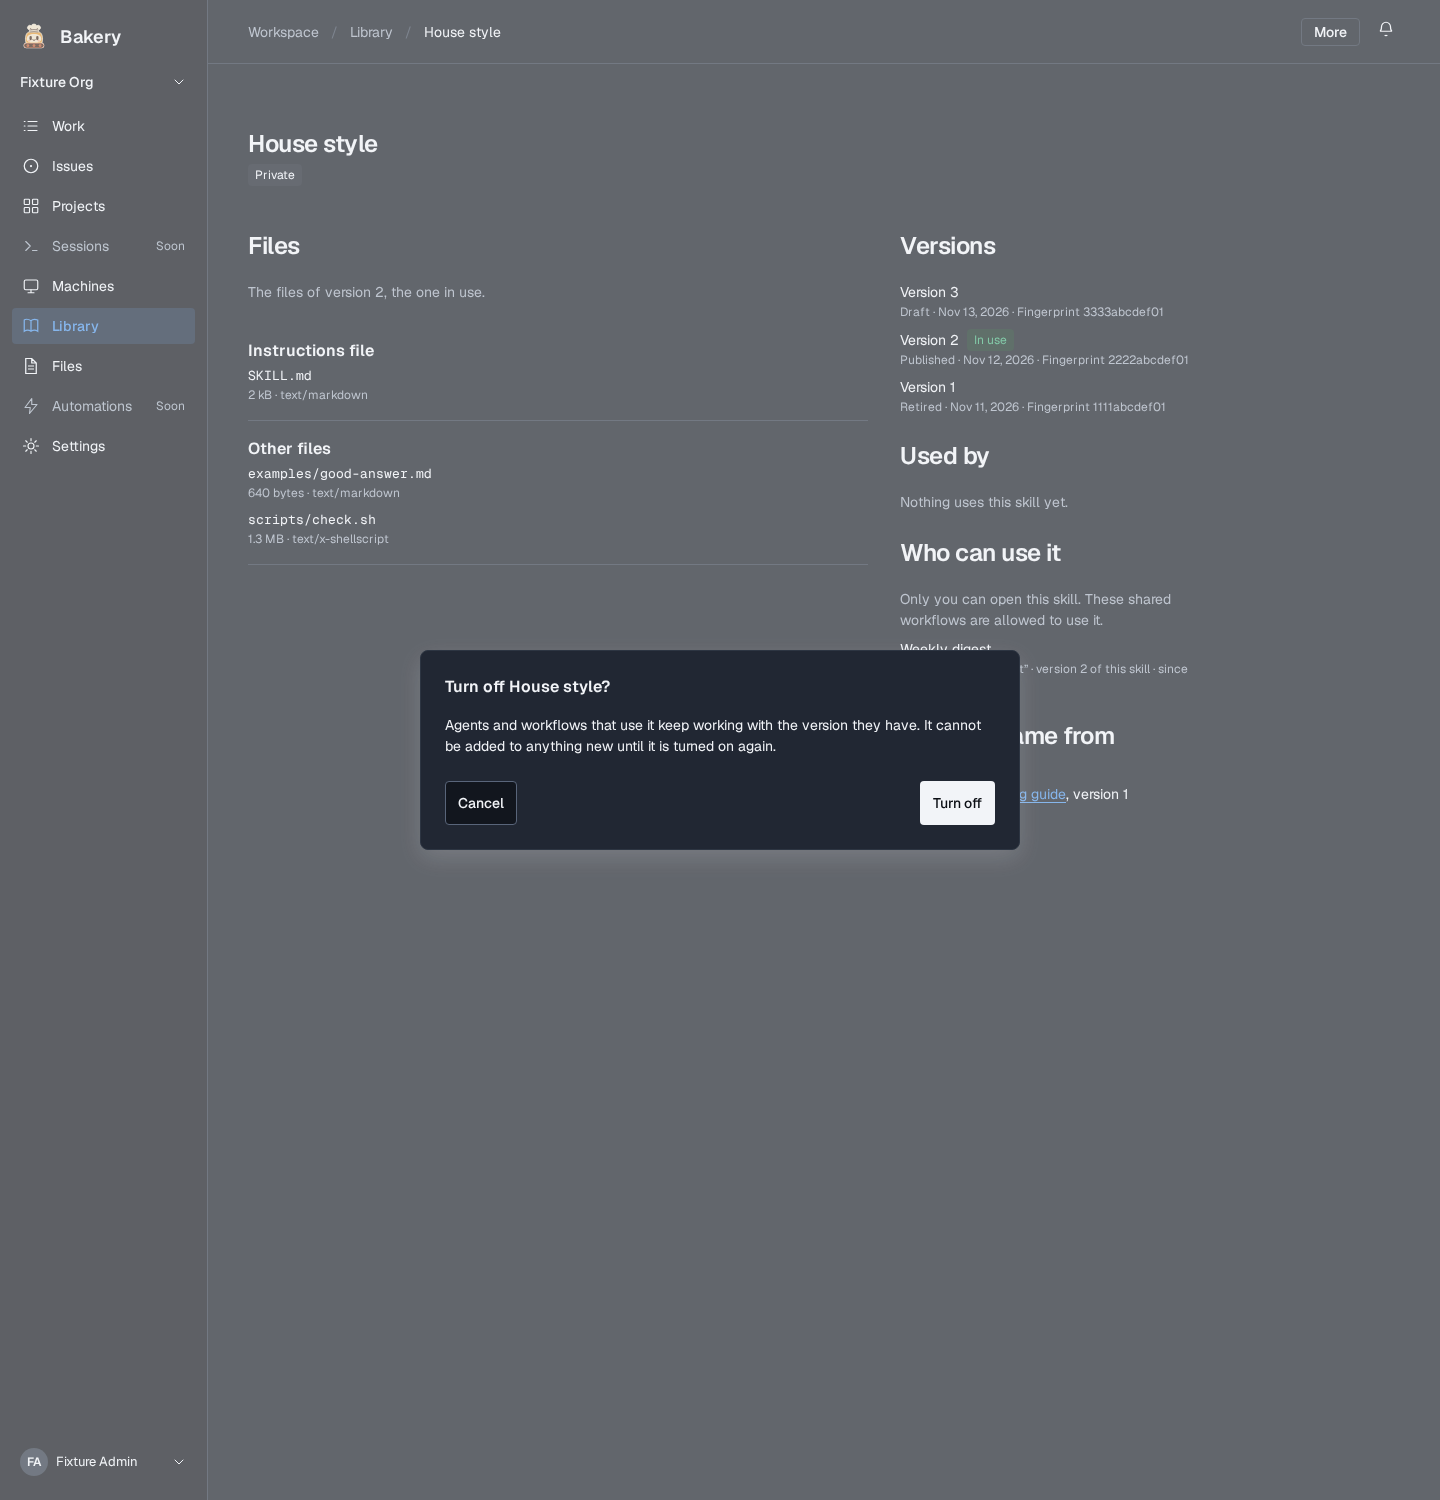 Bakery
Fixture Org
Work
Issues
Projects
Sessions Soon
Machines
Library
Files
Automations Soon
Settings
FA Fixture Admin
Workspace / Library / House style
More
House style
Private
Files
The files of version 2, the one in use.
Instructions file
SKILL.md
2 kB · text/markdown
Other files
examples/good-answer.md
640 bytes · text/markdown
scripts/check.sh
1.3 MB · text/x-shellscript
Versions
Version 3
Draft · Nov 13, 2026 · Fingerprint 3333abcdef01
Version 2 In use
Published · Nov 12, 2026 · Fingerprint 2222abcdef01
Version 1
Retired · Nov 11, 2026 · Fingerprint 1111abcdef01
Used by
Nothing uses this skill yet.
Who can use it
Only you can open this skill. These shared
workflows are allowed to use it.
Weekly digest
· version 2 of this skill · since
from
guide, version 1
Turn off House style?
Agents and workflows that use it keep working with the version they have. It cannot
be added to anything new until it is turned on again.
Cancel
Turn off